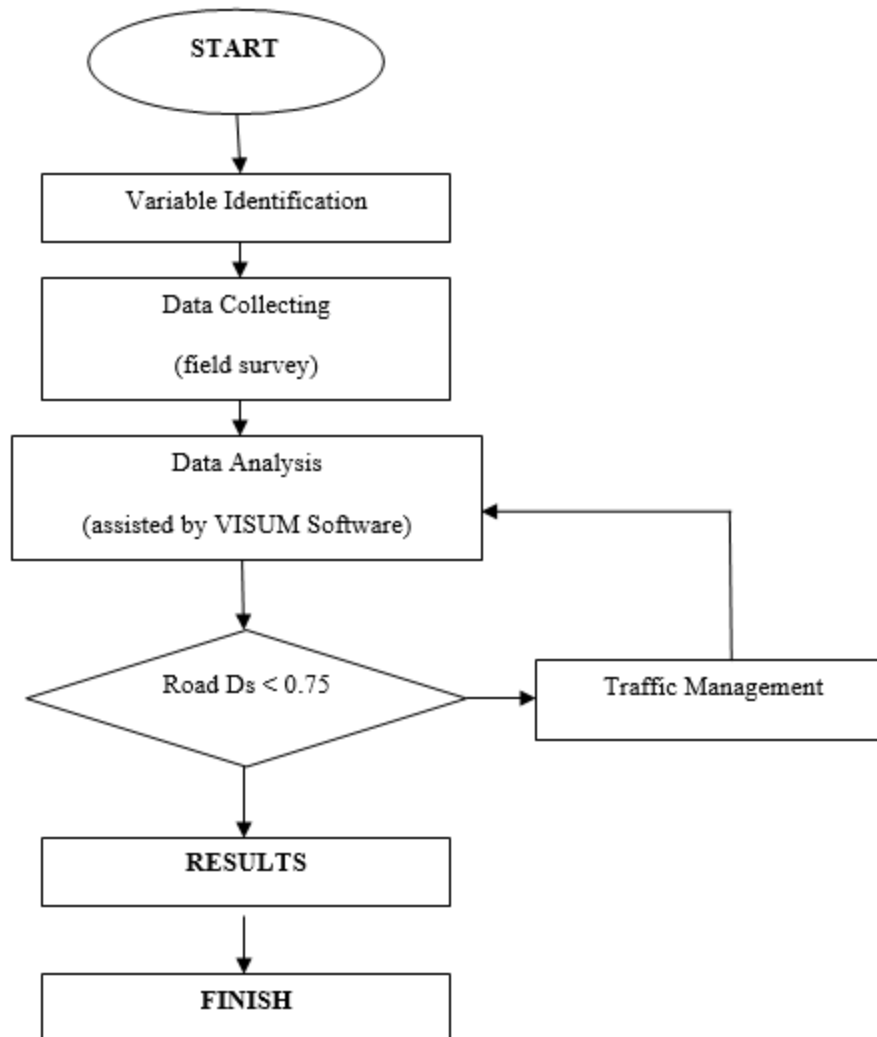 START
Variable Identification
Data Collecting
(field survey)
Data Analysis
(assisted by VISUM Software)
Road Ds < 0.75
Traffic Management
RESULTS
FINISH